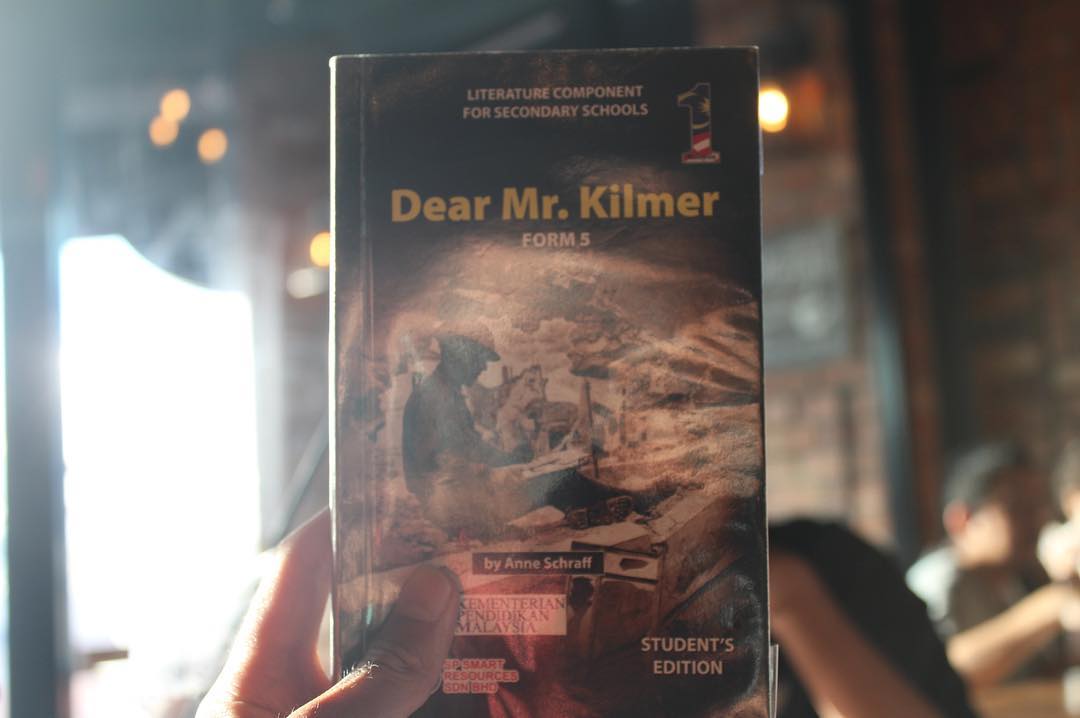 LITERATURE COMPONENT
FOR SECONDARY SCHOOLS
1
Dear Mr. Kilmer
FORM 5
by Anne Schraff
KEMENTERIAN
PENDIDIKAN
MALAYSIA
SP SMART
RESOURCES
SDN BHD
STUDENT'S
EDITION